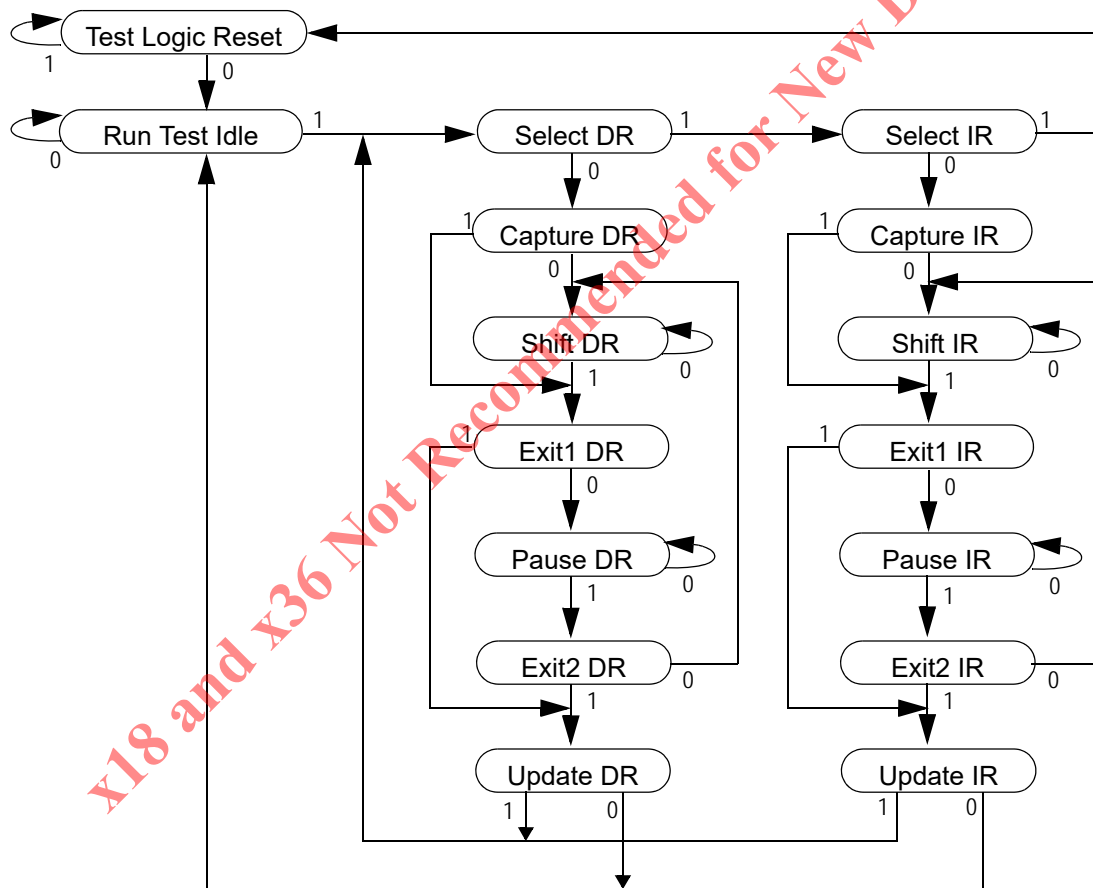 Test Logic Reset
1
0
Run Test Idle
1
0
Select DR
1
0
Select IR
1
0
Capture DR
1
0
Capture IR
1
0
Shift DR
0
1
Shift IR
0
1
Exit1 DR
1
0
Exit1 IR
1
0
Pause DR
0
1
Pause IR
0
1
Exit2 DR
0
1
Exit2 IR
0
1
Update DR
1
0
Update IR
1
0
x18 and x36 Not Recommended for New